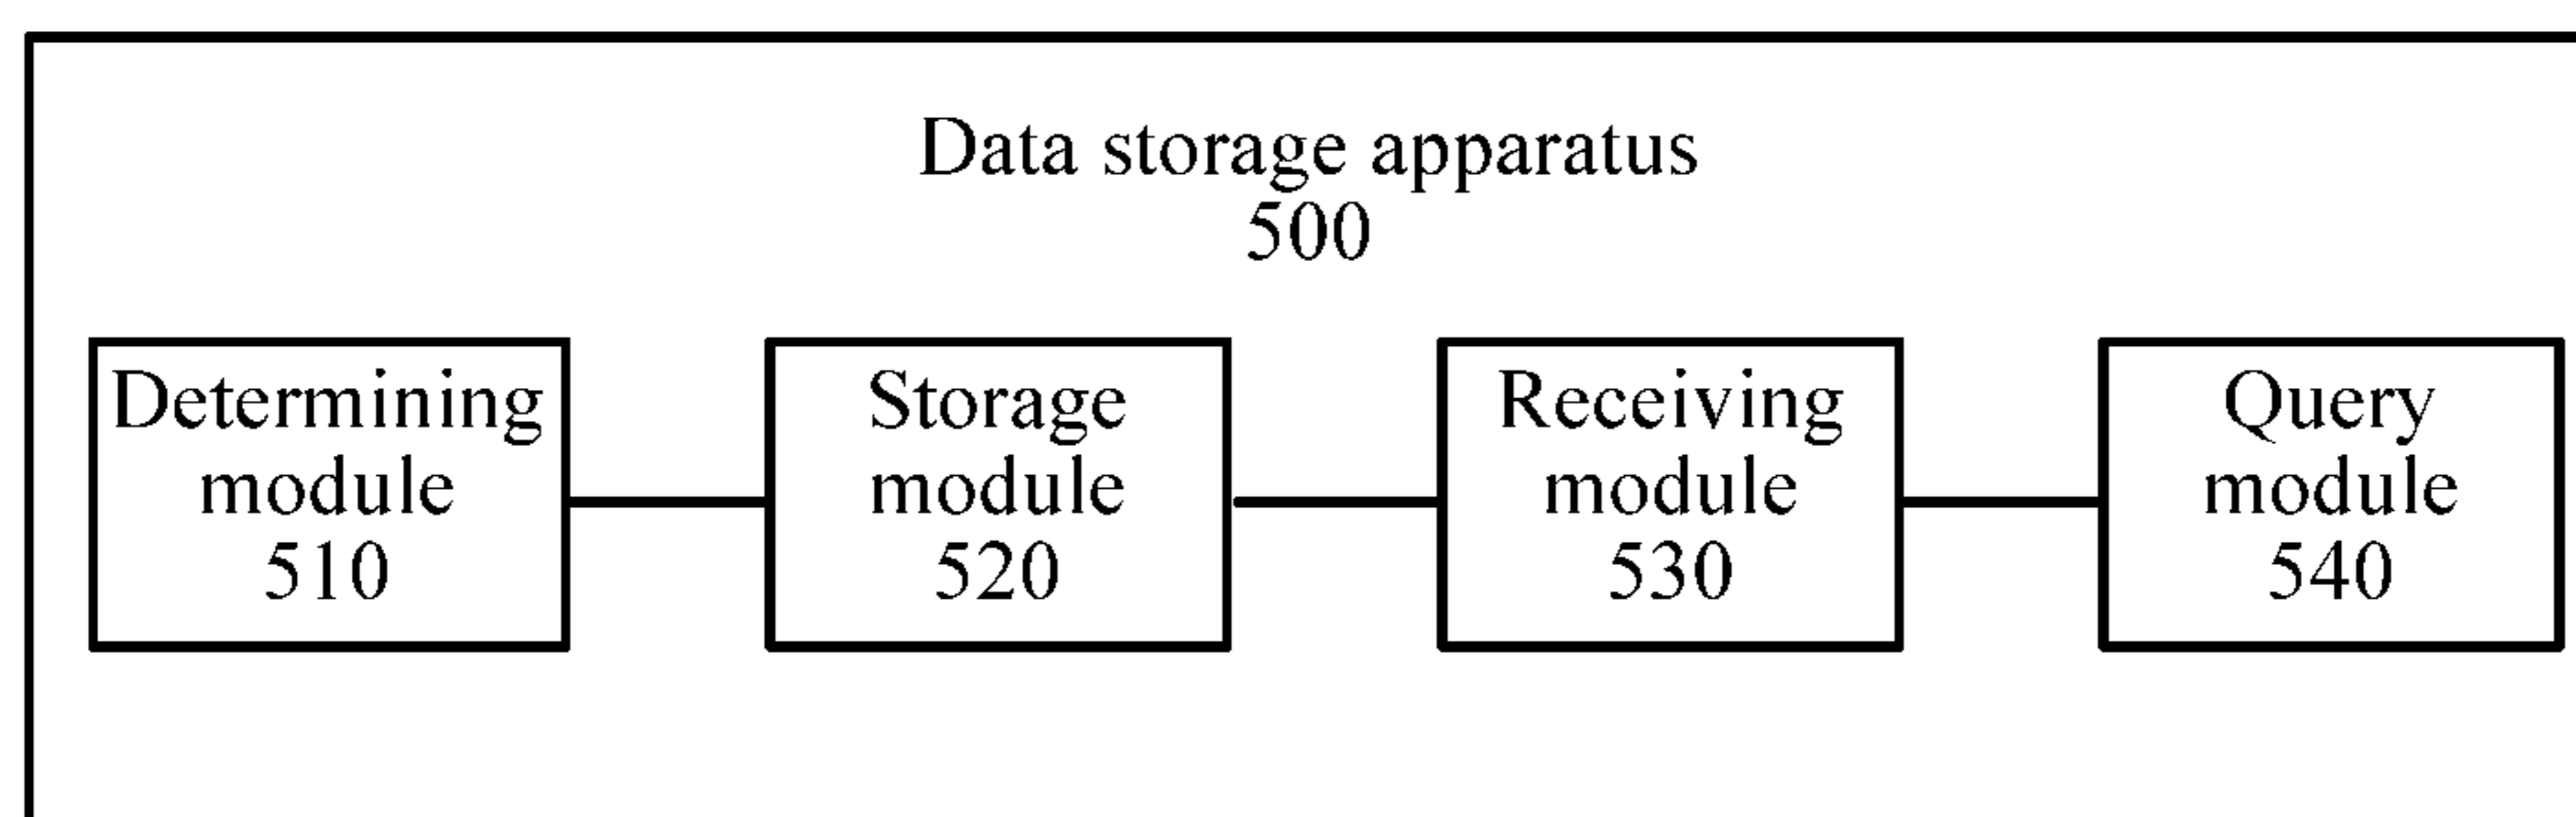 Data storage apparatus
500
Determining
module
510
Storage
module
520
Receiving
module
530
Query
module
540